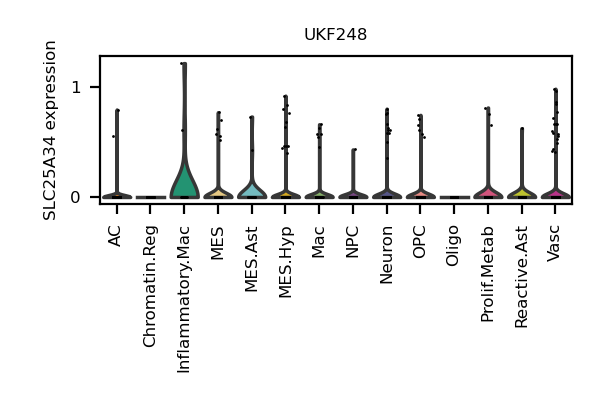 UKF248
SLC25A34 expression
1
0
AC
Chromatin.Reg
Inflammatory.Mac
MES
MES.Ast
MES.Hyp
Mac
NPC
Neuron
OPC
Oligo
Prolif.Metab
Reactive.Ast
Vasc